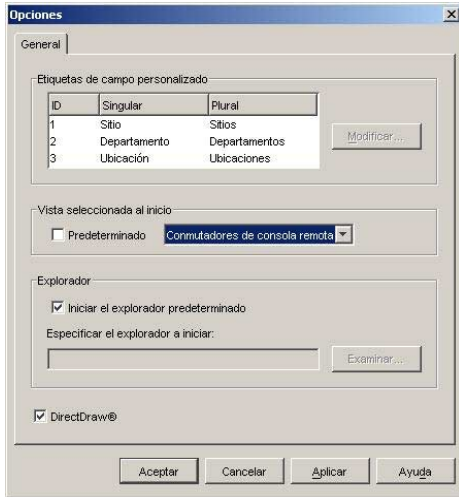 Opciones
General
Etiquetas de campo personalizado
ID Singular Plural
1 Sitio Sitios
2 Departamento Departamentos
3 Ubicación Ubicaciones
Modificar...
Vista seleccionada al inicio
Predeterminado Conmutadores de consola remota
Explorador
Iniciar el explorador predeterminado
Especificar el explorador a iniciar:
Examinar...
DirectDraw®
Aceptar Cancelar Aplicar Ayuda